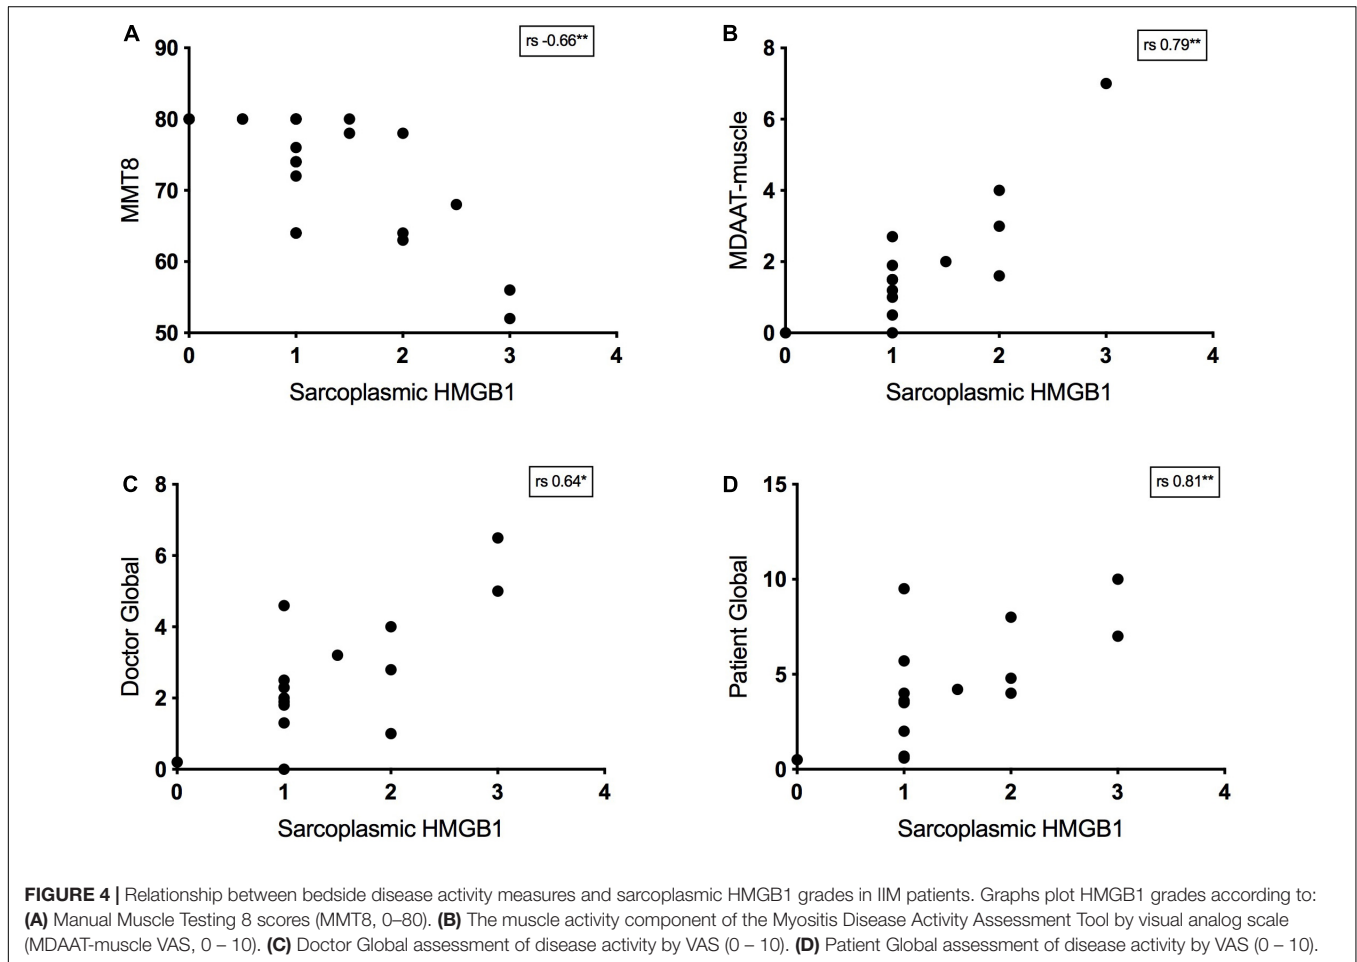 A
rs -0.66**
90
80
70
60
50
MMT8
0 1 2 3 4
Sarcoplasmic HMGB1
B
rs 0.79**
8
6
4
2
0
MDAAT-muscle
0 1 2 3 4
Sarcoplasmic HMGB1
C
rs 0.64*
8
6
4
2
0
Doctor Global
0 1 2 3 4
Sarcoplasmic HMGB1
D
rs 0.81**
15
10
5
0
Patient Global
0 1 2 3 4
Sarcoplasmic HMGB1
FIGURE 4 | Relationship between bedside disease activity measures and sarcoplasmic HMGB1 grades in IIM patients. Graphs plot HMGB1 grades according to:
(A) Manual Muscle Testing 8 scores (MMT8, 0–80). (B) The muscle activity component of the Myositis Disease Activity Assessment Tool by visual analog scale
(MDAAT-muscle VAS, 0 – 10). (C) Doctor Global assessment of disease activity by VAS (0 – 10). (D) Patient Global assessment of disease activity by VAS (0 – 10).